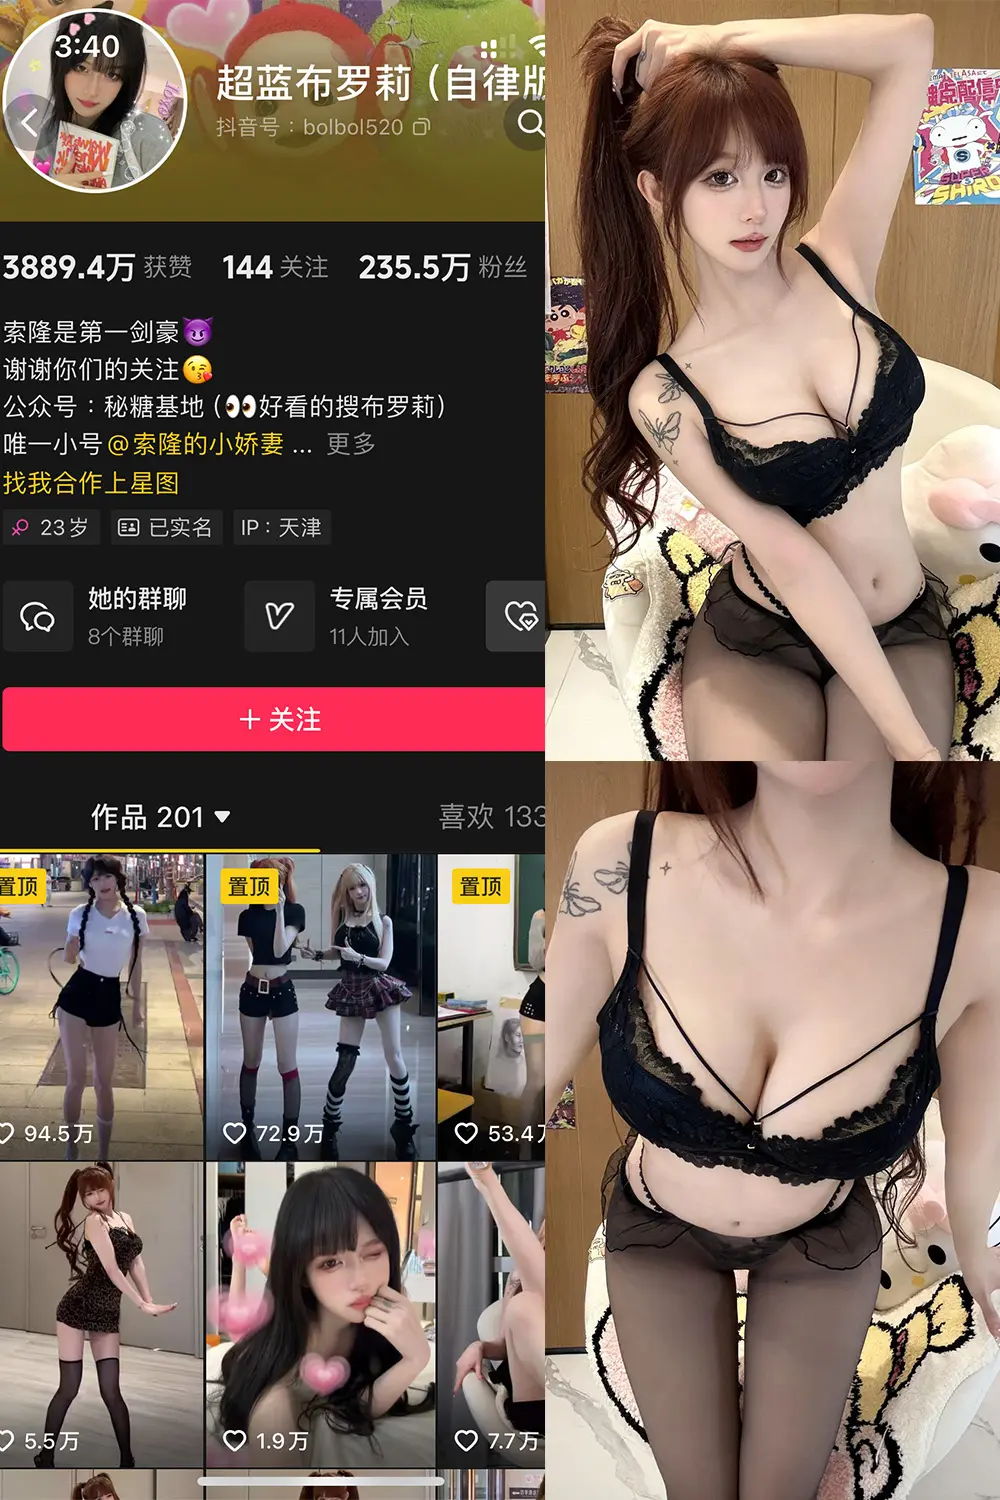 3:40
超蓝布罗莉（自律版
抖音号：bolbol520
3889.4万 获赞 144 关注 235.5万 粉丝
索隆是第一剑豪😈
谢谢你们的关注😘
公众号：秘糖基地（👀好看的搜布罗莉）
唯一小号@索隆的小娇妻 ... 更多
找我合作上星图
23岁 已实名 IP：天津
她的群聊
8个群聊
专属会员
11人加入
＋ 关注
作品 201 喜欢 133
置顶 置顶 置顶
94.5万 72.9万 53.4万
5.5万 1.9万 7.7万
SUPER
SHIRO